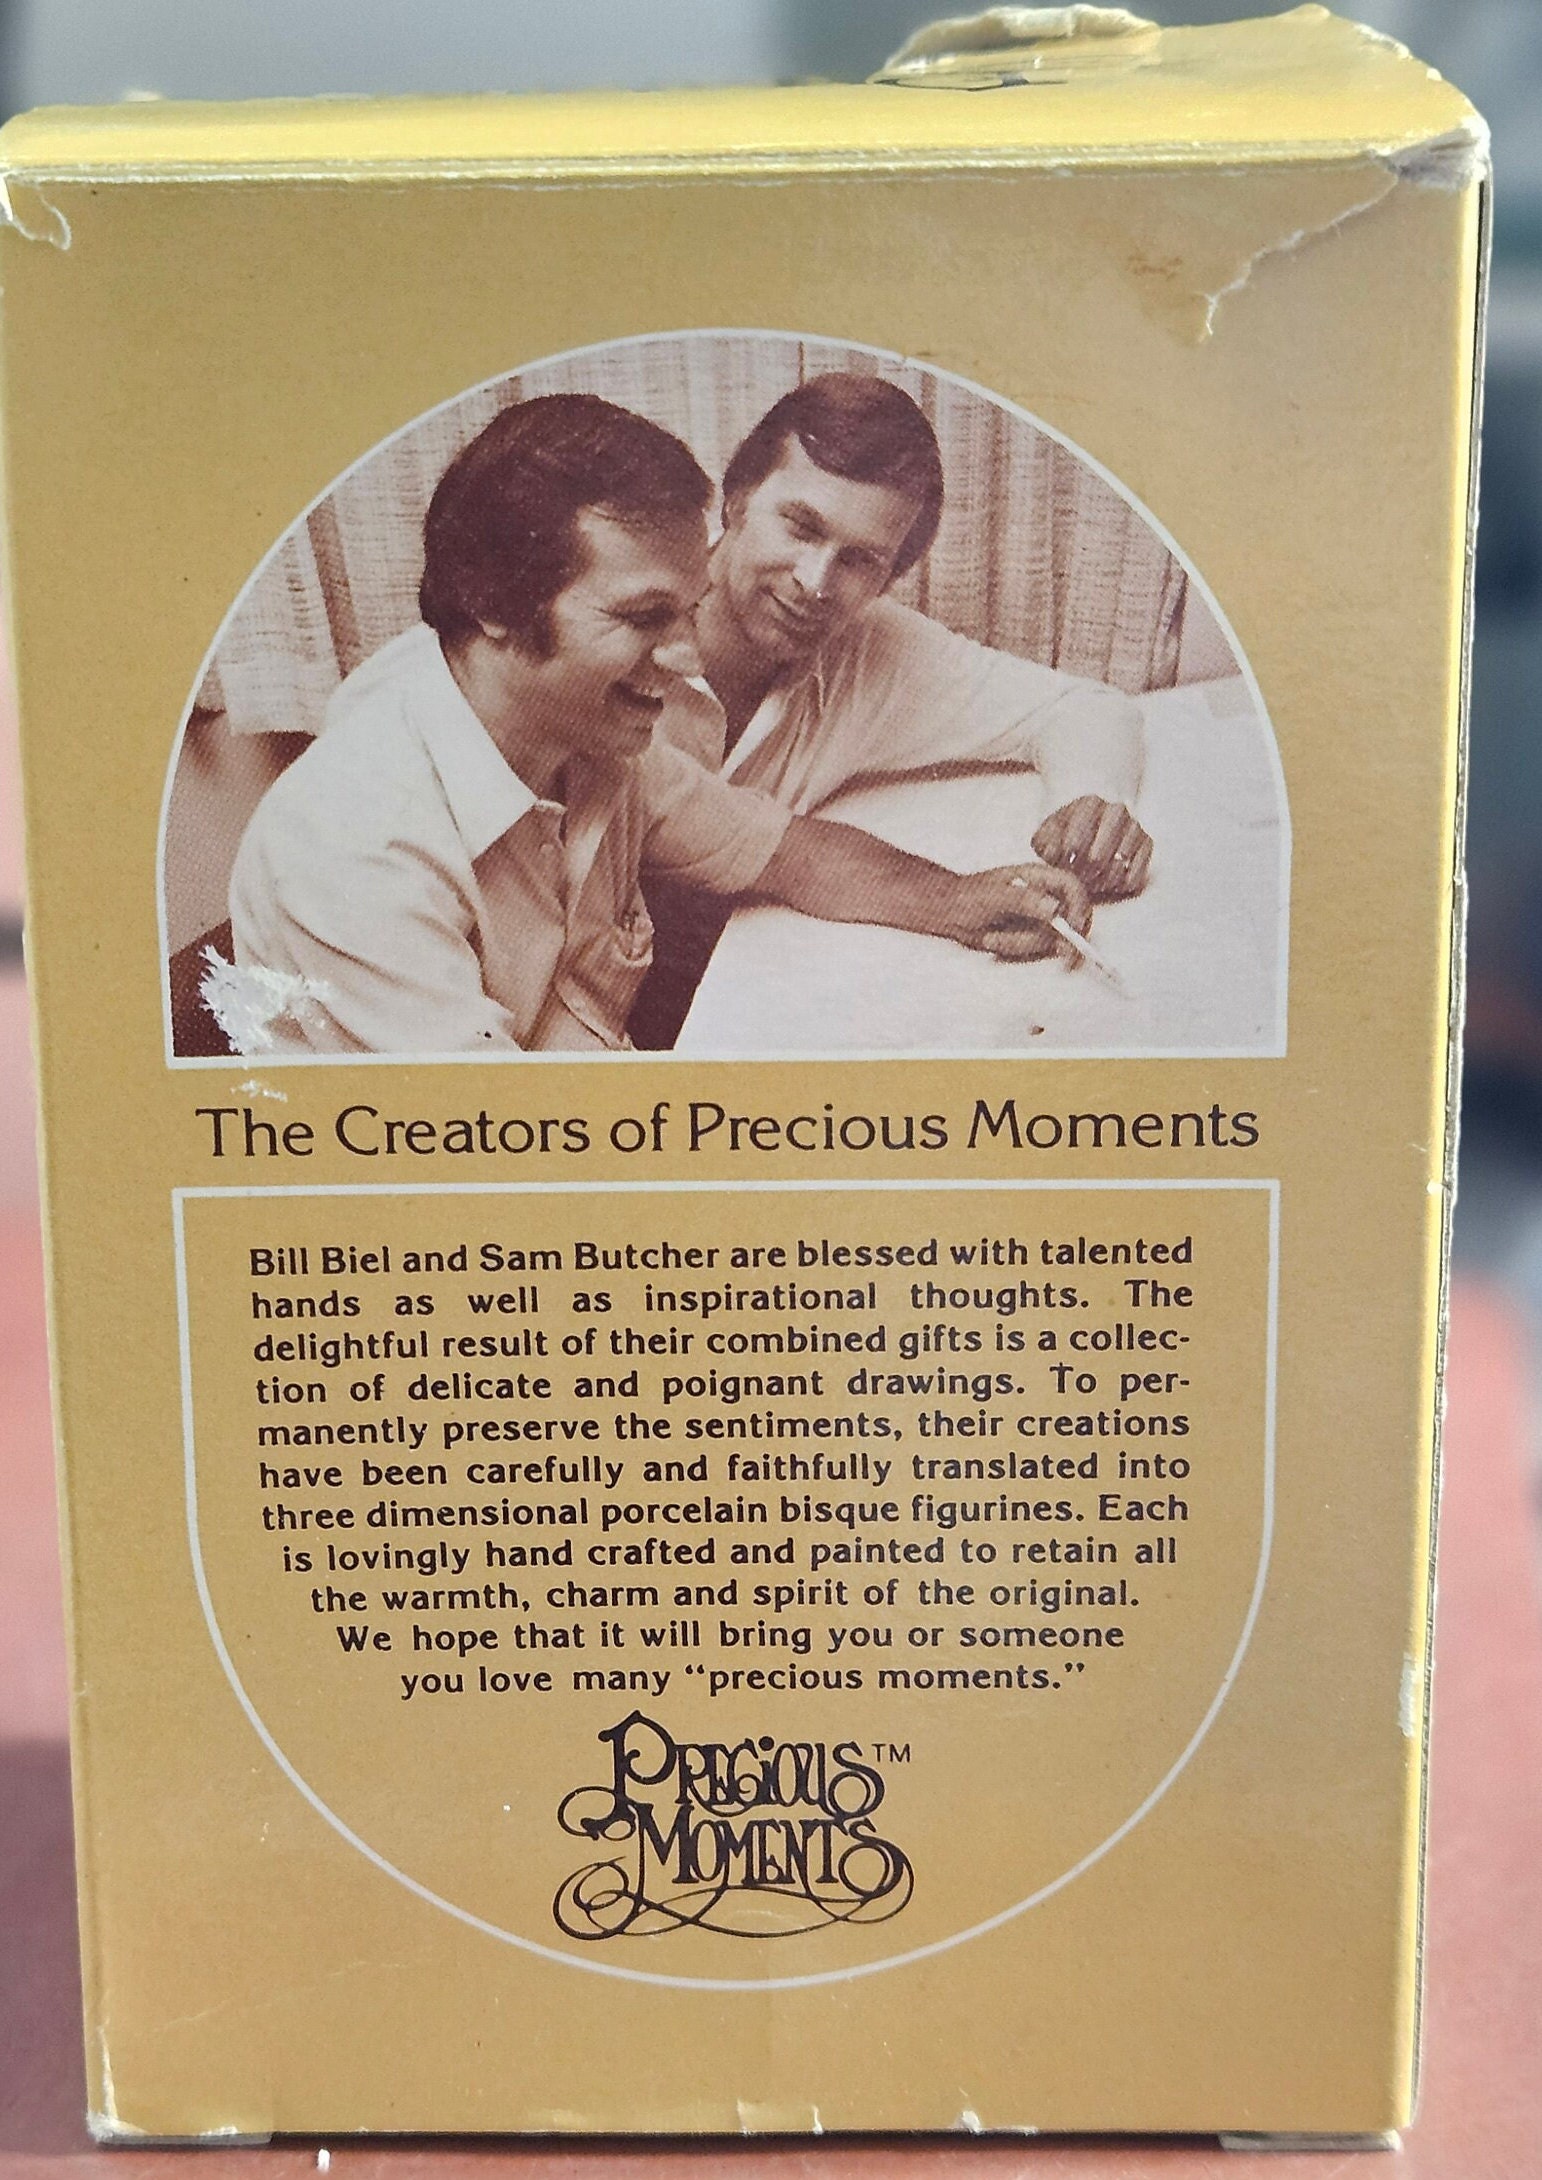 The Creators of Precious Moments
Bill Biel and Sam Butcher are blessed with talented
hands as well as inspirational thoughts. The
delightful result of their combined gifts is a collec-
tion of delicate and poignant drawings. To per-
manently preserve the sentiments, their creations
have been carefully and faithfully translated into
three dimensional porcelain bisque figurines. Each
is lovingly hand crafted and painted to retain all
the warmth, charm and spirit of the original.
We hope that it will bring you or someone
you love many “precious moments.”
PRECIOUS™
MOMENTS